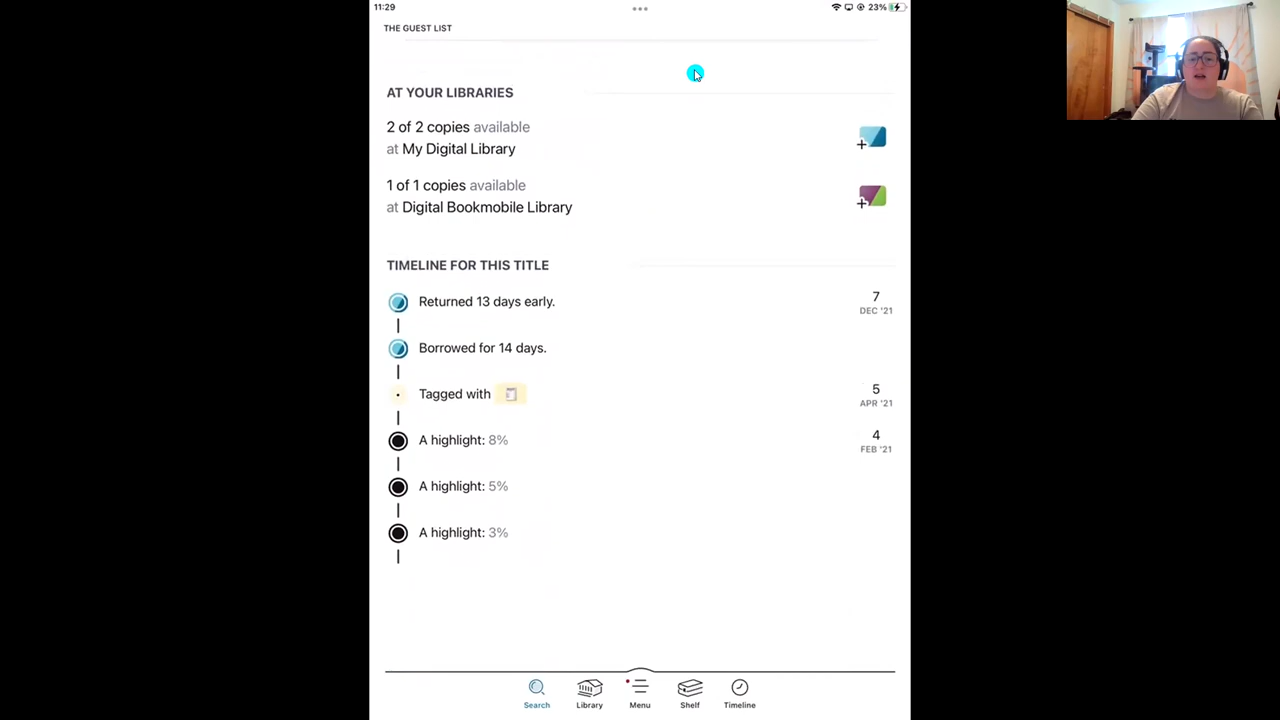 11:29
23%
THE GUEST LIST
AT YOUR LIBRARIES
2 of 2 copies available
at My Digital Library
1 of 1 copies available
at Digital Bookmobile Library
TIMELINE FOR THIS TITLE
Returned 13 days early.
7
DEC '21
Borrowed for 14 days.
Tagged with
5
APR '21
A highlight: 8%
4
FEB '21
A highlight: 5%
A highlight: 3%
Search Library Menu Shelf Timeline